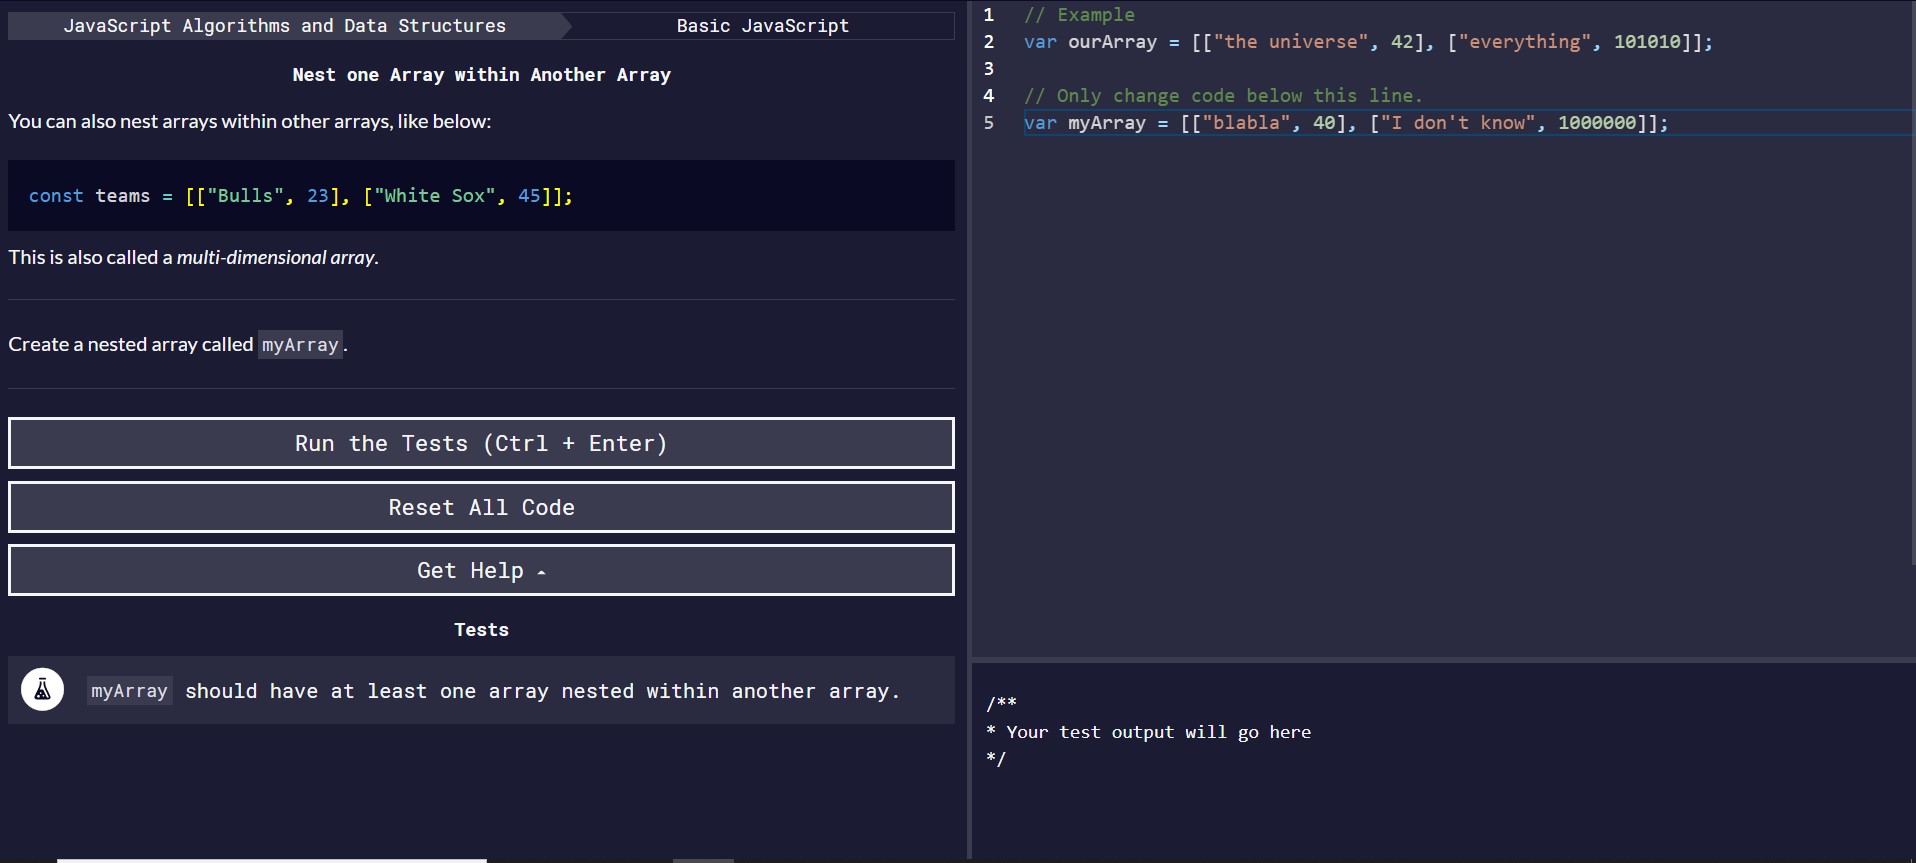 JavaScript Algorithms and Data Structures
Basic JavaScript
Nest one Array within Another Array
You can also nest arrays within other arrays, like below:
const teams = [["Bulls", 23], ["White Sox", 45]];
This is also called a multi-dimensional array.
Create a nested array called myArray.
Run the Tests (Ctrl + Enter)
Reset All Code
Get Help
Tests
myArray should have at least one array nested within another array.
1 // Example
2 var ourArray = [["the universe", 42], ["everything", 101010]];
3
4 // Only change code below this line.
5 var myArray = [["blabla", 40], ["I don't know", 1000000]];
/**
* Your test output will go here
*/